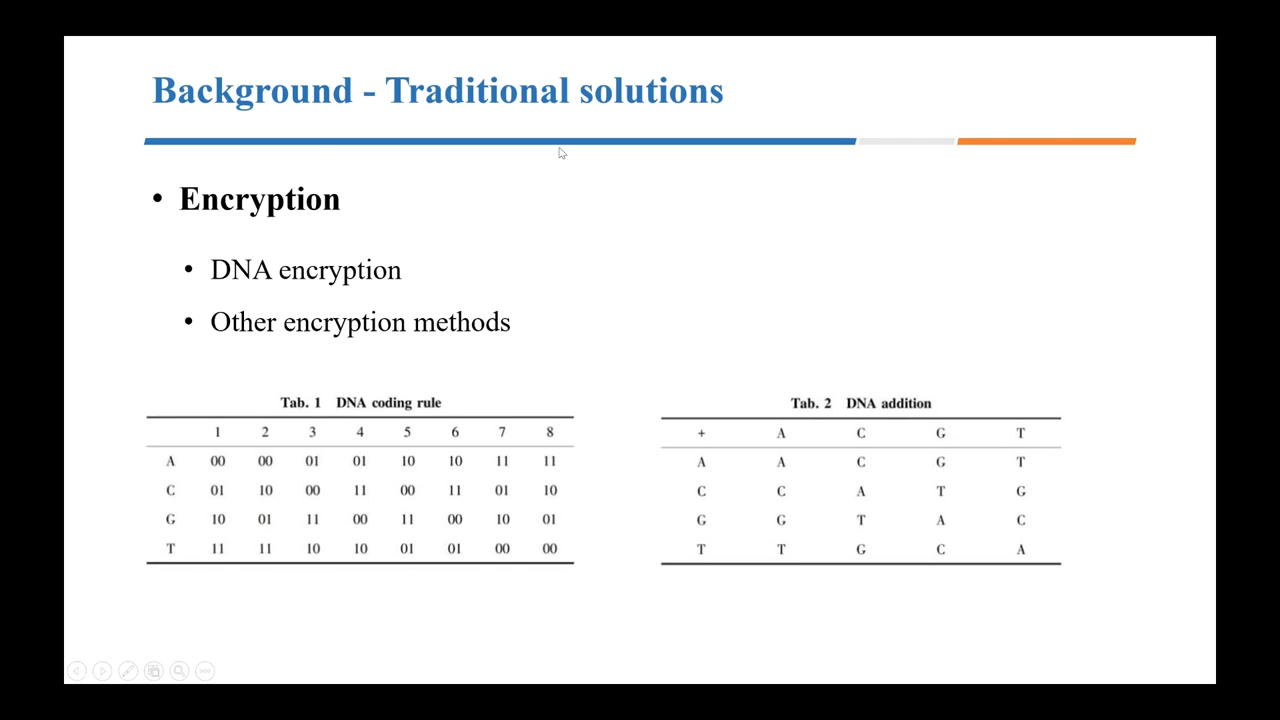 Background - Traditional solutions
• Encryption
• DNA encryption
• Other encryption methods
Tab. 1 DNA coding rule
1 2 3 4 5 6 7 8
A 00 00 01 01 10 10 11 11
C 01 10 00 11 00 11 01 10
G 10 01 11 00 11 00 10 01
T 11 11 10 10 01 01 00 00
Tab. 2 DNA addition
+ A C G T
A A C G T
C C A T G
G G T A C
T T G C A